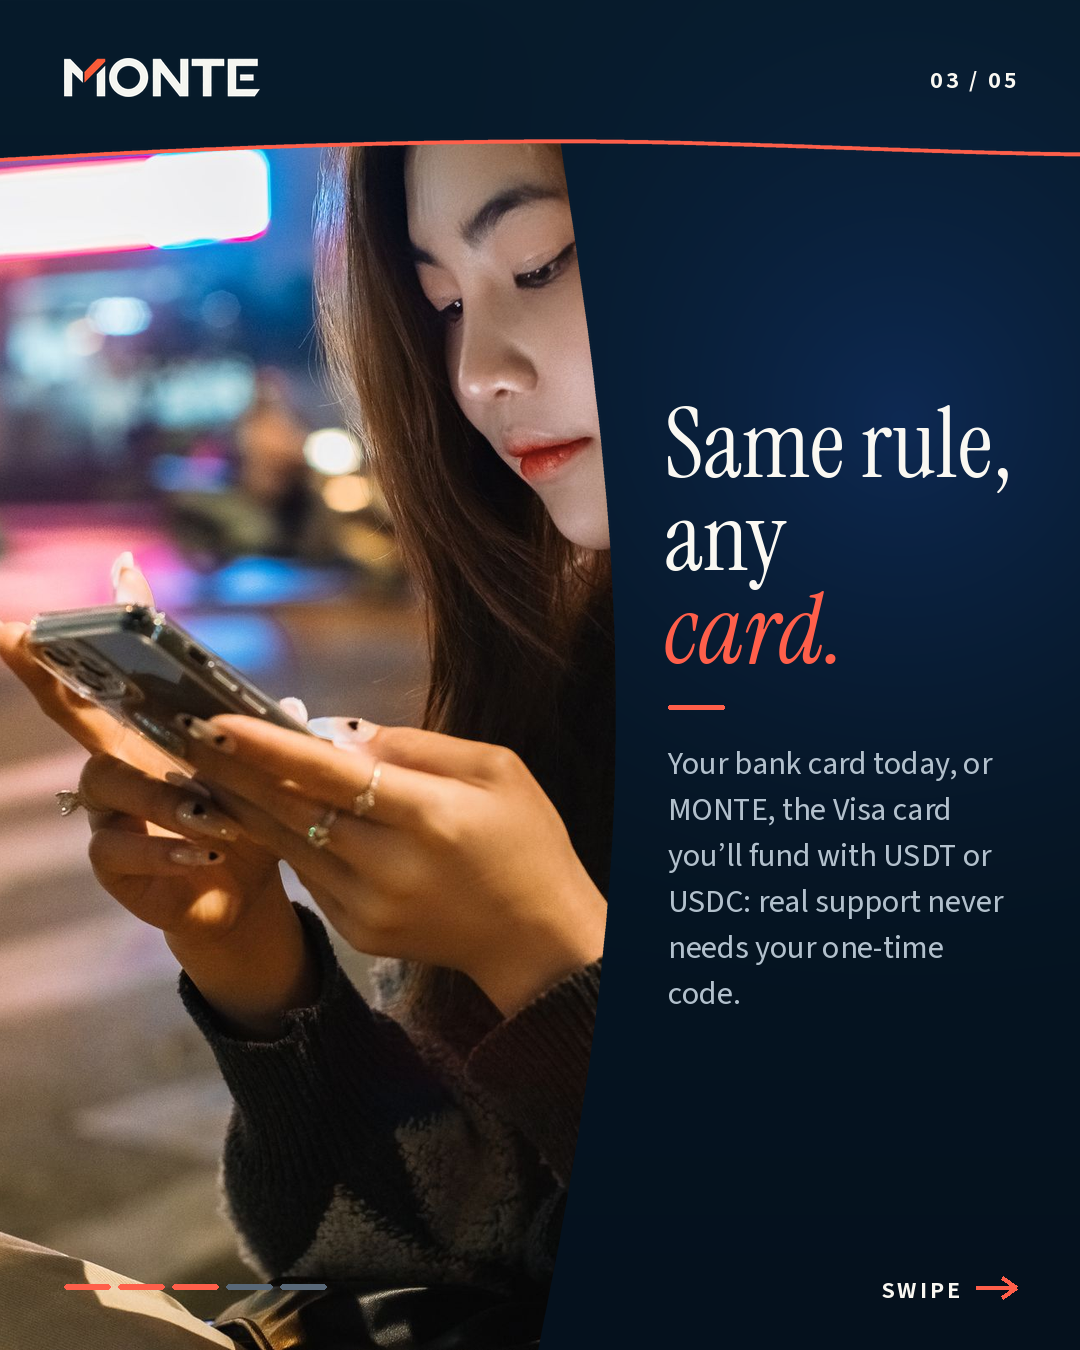 MONTE
03 / 05
Same rule,
any
card.
Your bank card today, or
MONTE, the Visa card
you’ll fund with USDT or
USDC: real support never
needs your one-time
code.
SWIPE